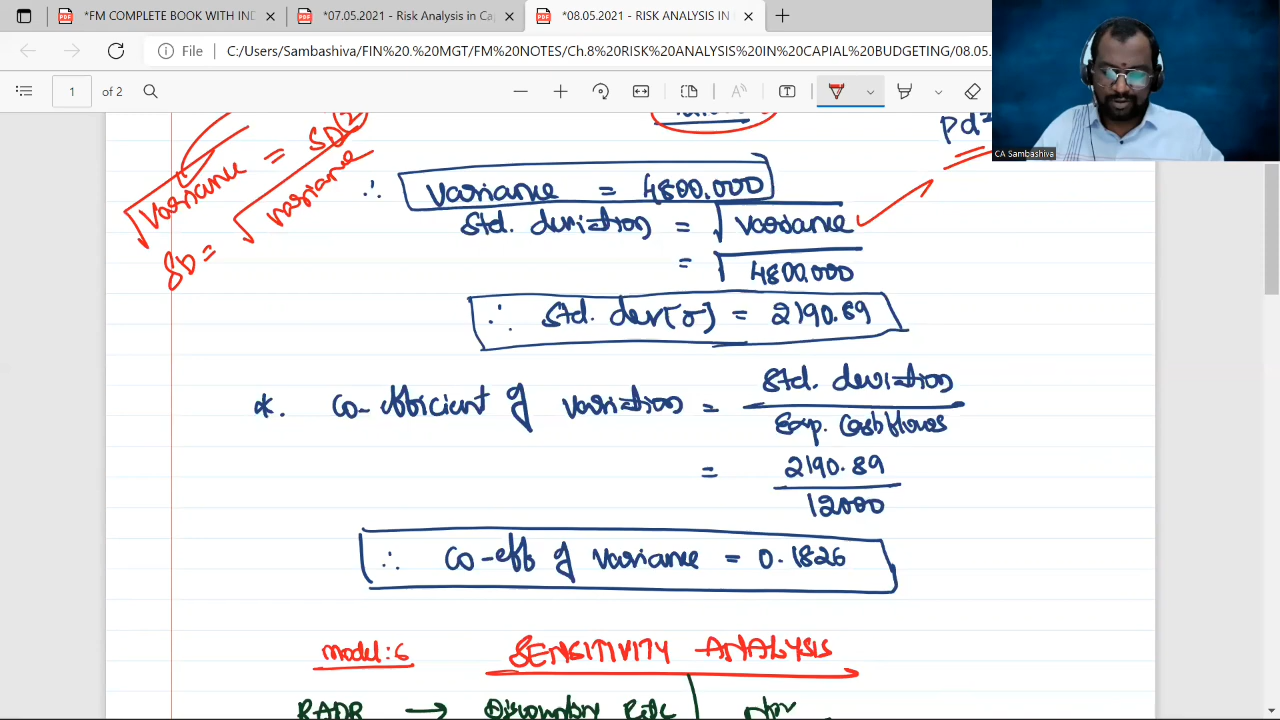 *FM COMPLETE BOOK WITH IND
*07.05.2021 - Risk Analysis in Ca
*08.05.2021 - RISK ANALYSIS IN
File
C:/Users/Sambashiva/FIN%20.%20MGT/FM%20NOTES/Ch.8%20RISK%20ANALYSIS%20IN%20CAPIAL%20BUDGETING/08.05.
1 of 2
CA Sambashiva
√variance = SD(2)
SD = √variance
∴ Variance = 4800.000
Std. deviation = √variance
= √4800.000
∴ Std. dev(σ) = 2190.89
*. Co-efficient of variation = Std. deviation
Exp. Cashflows
= 2190.89
12000
∴ Co-eff of variance = 0.1826
model:6 SENSITIVITY ANALYSIS
RADR →